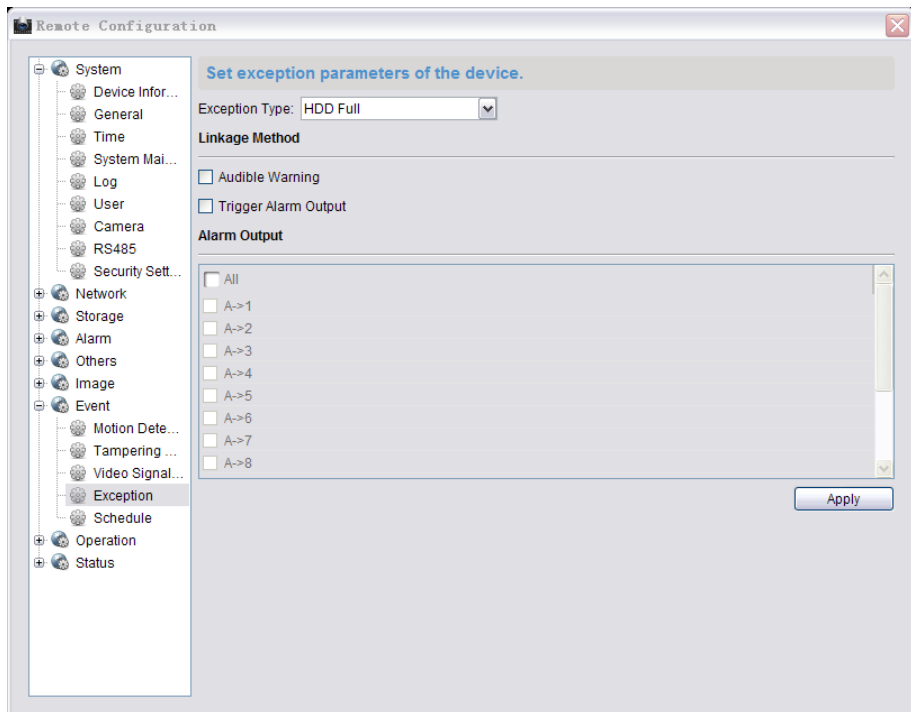 Remote Configuration
System
Device Infor...
General
Time
System Mai...
Log
User
Camera
RS485
Security Sett...
Network
Storage
Alarm
Others
Image
Event
Motion Dete...
Tampering ...
Video Signal...
Exception
Schedule
Operation
Status
Set exception parameters of the device.
Exception Type: HDD Full
Linkage Method
Audible Warning
Trigger Alarm Output
Alarm Output
All
A->1
A->2
A->3
A->4
A->5
A->6
A->7
A->8
Apply